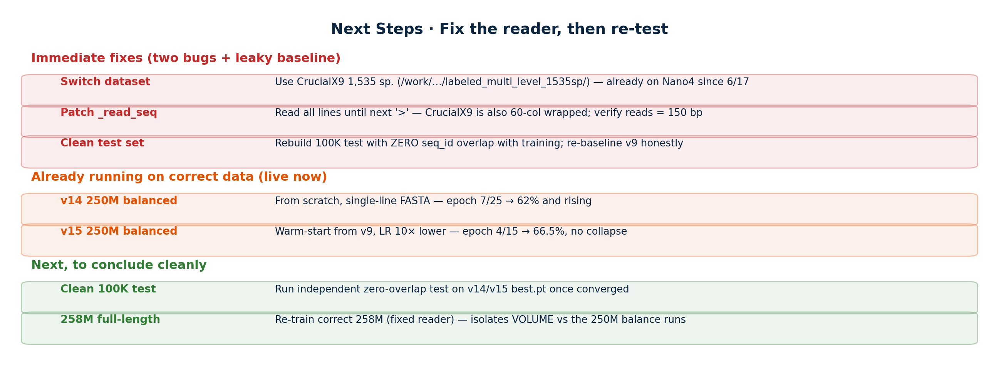 Next Steps · Fix the reader, then re-test
Immediate fixes (two bugs + leaky baseline)
Switch dataset Use CrucialX9 1,535 sp. (/work/…/labeled_multi_level_1535sp/) — already on Nano4 since 6/17
Patch _read_seq Read all lines until next '>' — CrucialX9 is also 60-col wrapped; verify reads = 150 bp
Clean test set Rebuild 100K test with ZERO seq_id overlap with training; re-baseline v9 honestly
Already running on correct data (live now)
v14 250M balanced From scratch, single-line FASTA — epoch 7/25 → 62% and rising
v15 250M balanced Warm-start from v9, LR 10× lower — epoch 4/15 → 66.5%, no collapse
Next, to conclude cleanly
Clean 100K test Run independent zero-overlap test on v14/v15 best.pt once converged
258M full-length Re-train correct 258M (fixed reader) — isolates VOLUME vs the 250M balance runs